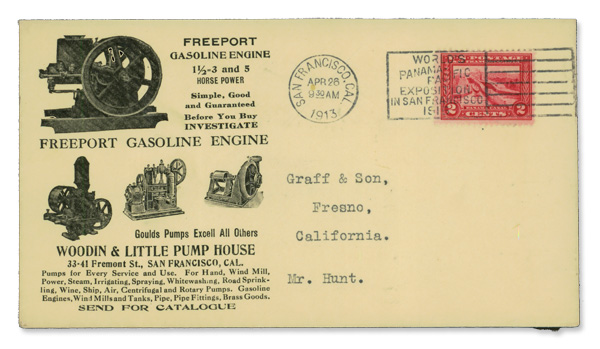 FREEPORT
GASOLINE ENGINE
1½-3 and 5
HORSE POWER
Simple, Good
and Guaranteed
Before You Buy
INVESTIGATE
FREEPORT GASOLINE ENGINE
Goulds Pumps Excell All Others
WOODIN & LITTLE PUMP HOUSE
33-41 Fremont St., SAN FRANCISCO, CAL.
Pumps for Every Service and Use. For Hand, Wind Mill,
Power, Steam, Irrigating, Spraying, Whitewashing, Road Sprink-
ling, Wine, Ship, Air, Centrifugal and Rotary Pumps. Gasoline
Engines, Wind Mills and Tanks, Pipe, Pipe Fittings, Brass Goods.
SEND FOR CATALOGUE
SAN FRANCISCO, CAL.
APR 26
AM
1913
WORLD'S
PANAMA
FAIR
EXPOSITION
IN SAN FRANCISCO
2 CENTS 2
Graff & Son,
Fresno,
California.
Mr. Hunt.